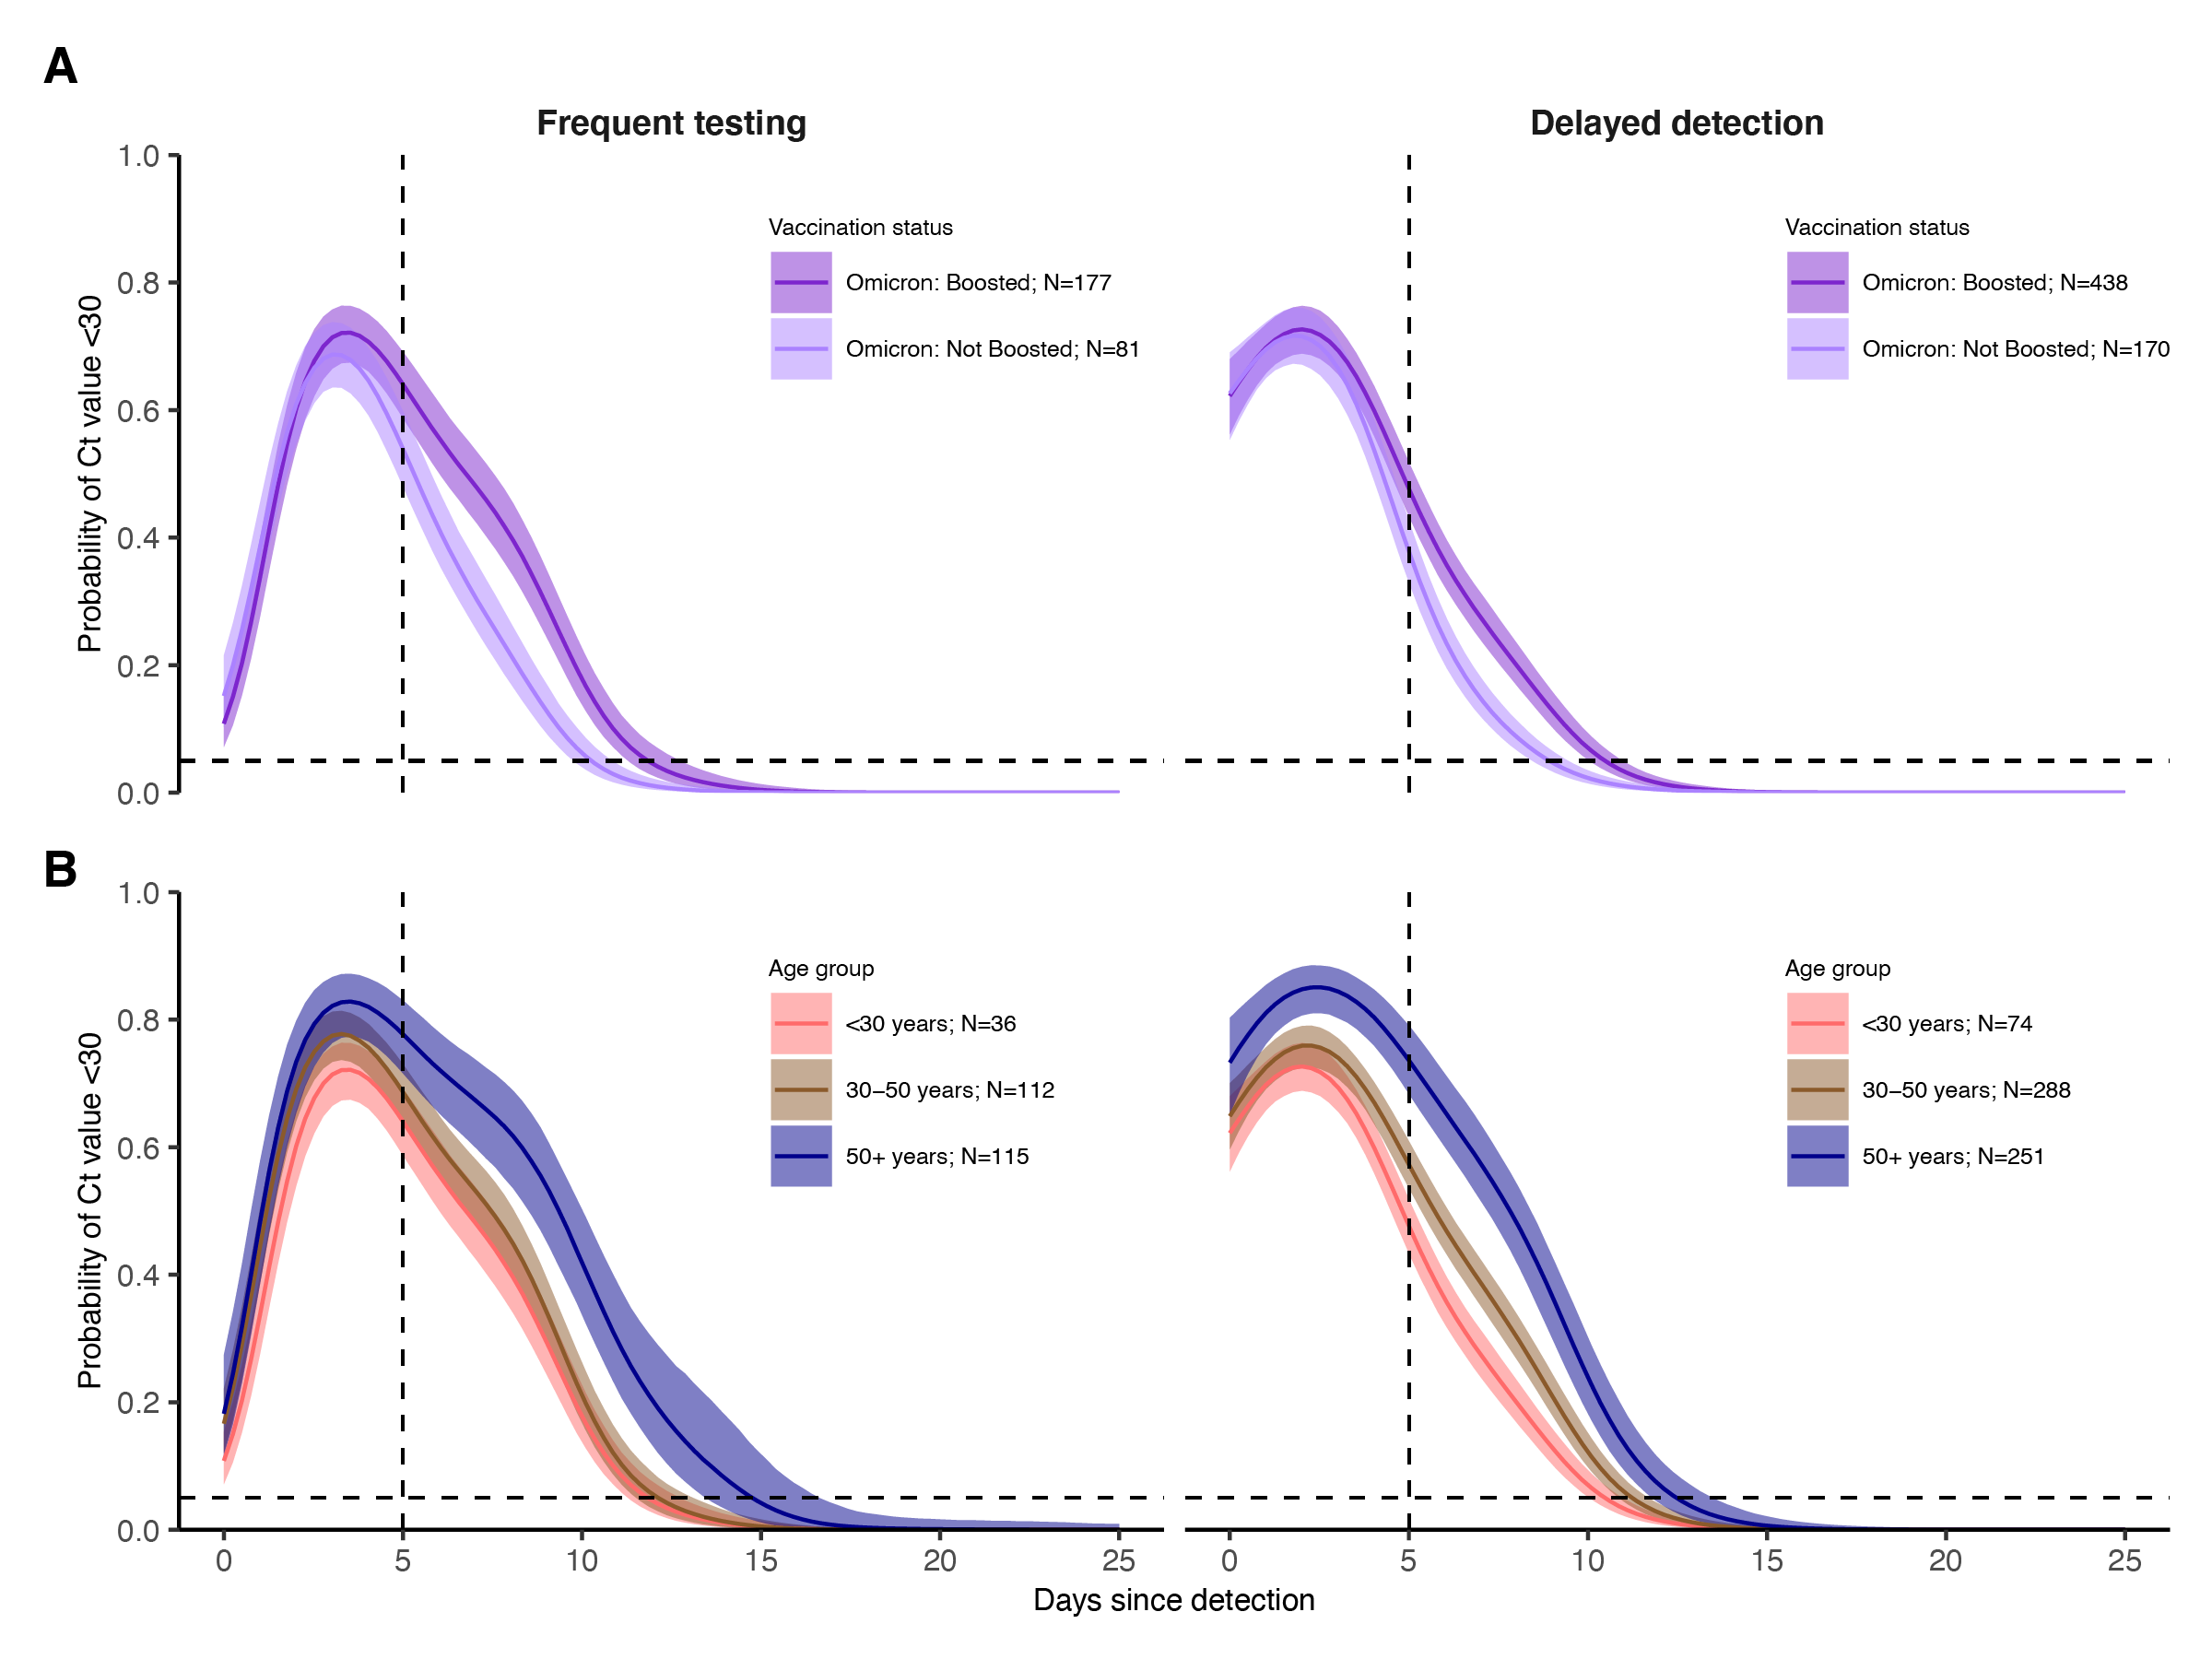 A
Frequent testing
Delayed detection
Probability of Ct value <30
1.0
0.8
0.6
0.4
0.2
0.0
Vaccination status
Omicron: Boosted; N=177
Omicron: Not Boosted; N=81
Vaccination status
Omicron: Boosted; N=438
Omicron: Not Boosted; N=170
B
Probability of Ct value <30
1.0
0.8
0.6
0.4
0.2
0.0
Age group
<30 years; N=36
30–50 years; N=112
50+ years; N=115
Age group
<30 years; N=74
30–50 years; N=288
50+ years; N=251
0 5 10 15 20 25
0 5 10 15 20 25
Days since detection